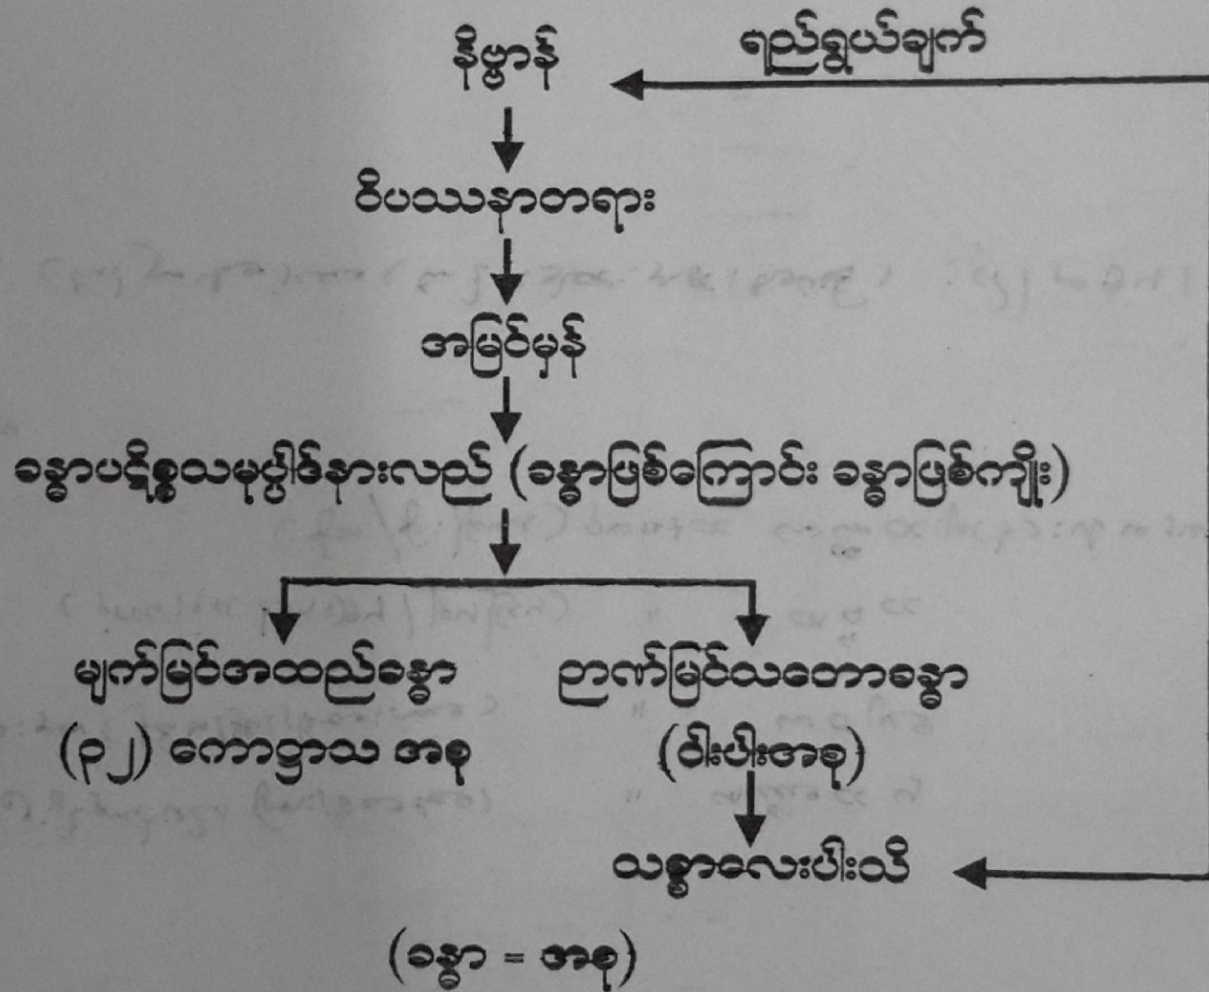 နိဗ္ဗာန်
ရည်ရွယ်ချက်
ဝိပဿနာတရား
အမြင်မှန်
ခန္ဓာပဋိစ္စသမုပ္ပါဒ်နားလည် (ခန္ဓာဖြစ်ကြောင်း ခန္ဓာဖြစ်ကျိုး)
မျက်မြင်အထည်ခန္ဓာ
(၃၂) ကောဋ္ဌာသ အစု
ဉာဏ်မြင်သဘောခန္ဓာ
(ငါးပါးအစု)
သစ္စာလေးပါးသိ
(ခန္ဓာ = အစု)